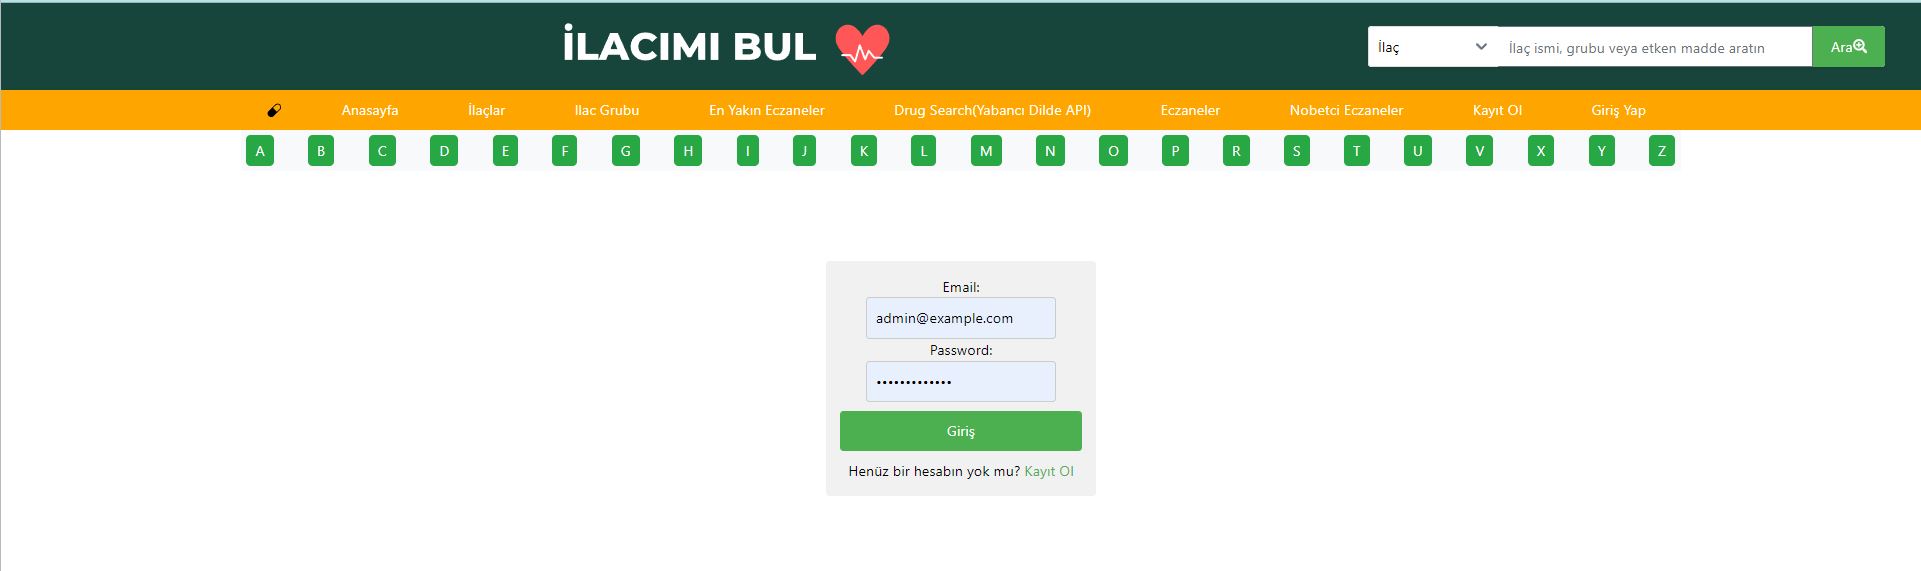 İLACIMI BUL
İlaç
İlaç ismi, grubu veya etken madde aratın
Ara
Anasayfa İlaçlar Ilac Grubu En Yakın Eczaneler Drug Search(Yabancı Dilde API) Eczaneler Nobetci Eczaneler Kayıt Ol Giriş Yap
A B C D E F G H I J K L M N O P R S T U V X Y Z
Email:
admin@example.com
Password:
•••••••••••••
Giriş
Henüz bir hesabın yok mu? Kayıt Ol